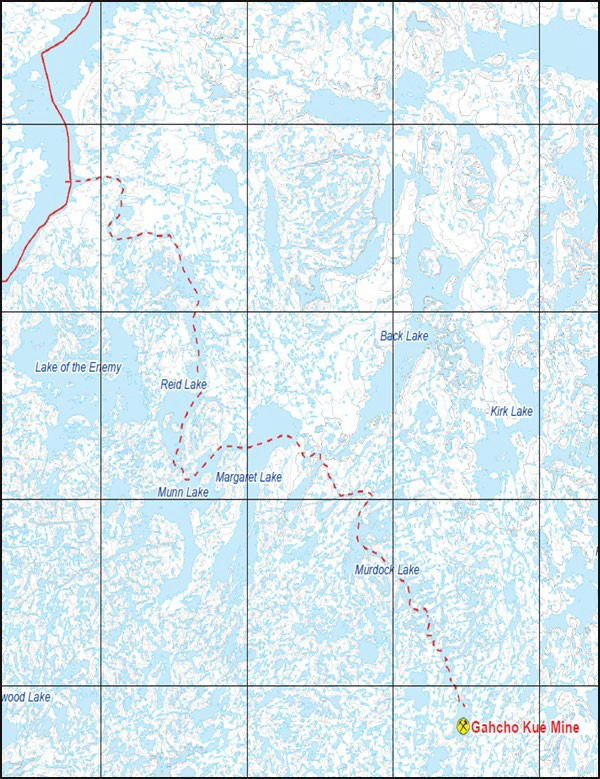 Back Lake
Lake of the Enemy
Reid Lake
Kirk Lake
Margaret Lake
Munn Lake
Murdock Lake
wood Lake
Gahcho Kué Mine